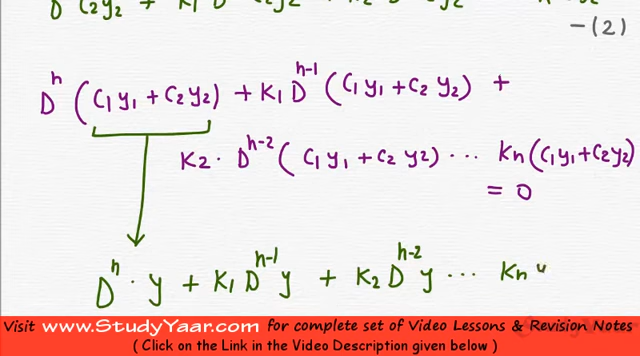 D C₂y₂ + K₁ D
—(2)
Dⁿ (C₁y₁ + C₂y₂) + K₁ Dⁿ⁻¹ (C₁y₁ + C₂y₂) +
K₂ · Dⁿ⁻² (C₁y₁ + C₂y₂) ··· Kn (C₁y₁ + C₂y₂)
= 0
Dⁿ · y + K₁ Dⁿ⁻¹ y + K₂ Dⁿ⁻² y ··· Kn
Visit www.StudyYaar.com for complete set of Video Lessons & Revision Notes
( Click on the Link in the Video Description given below )